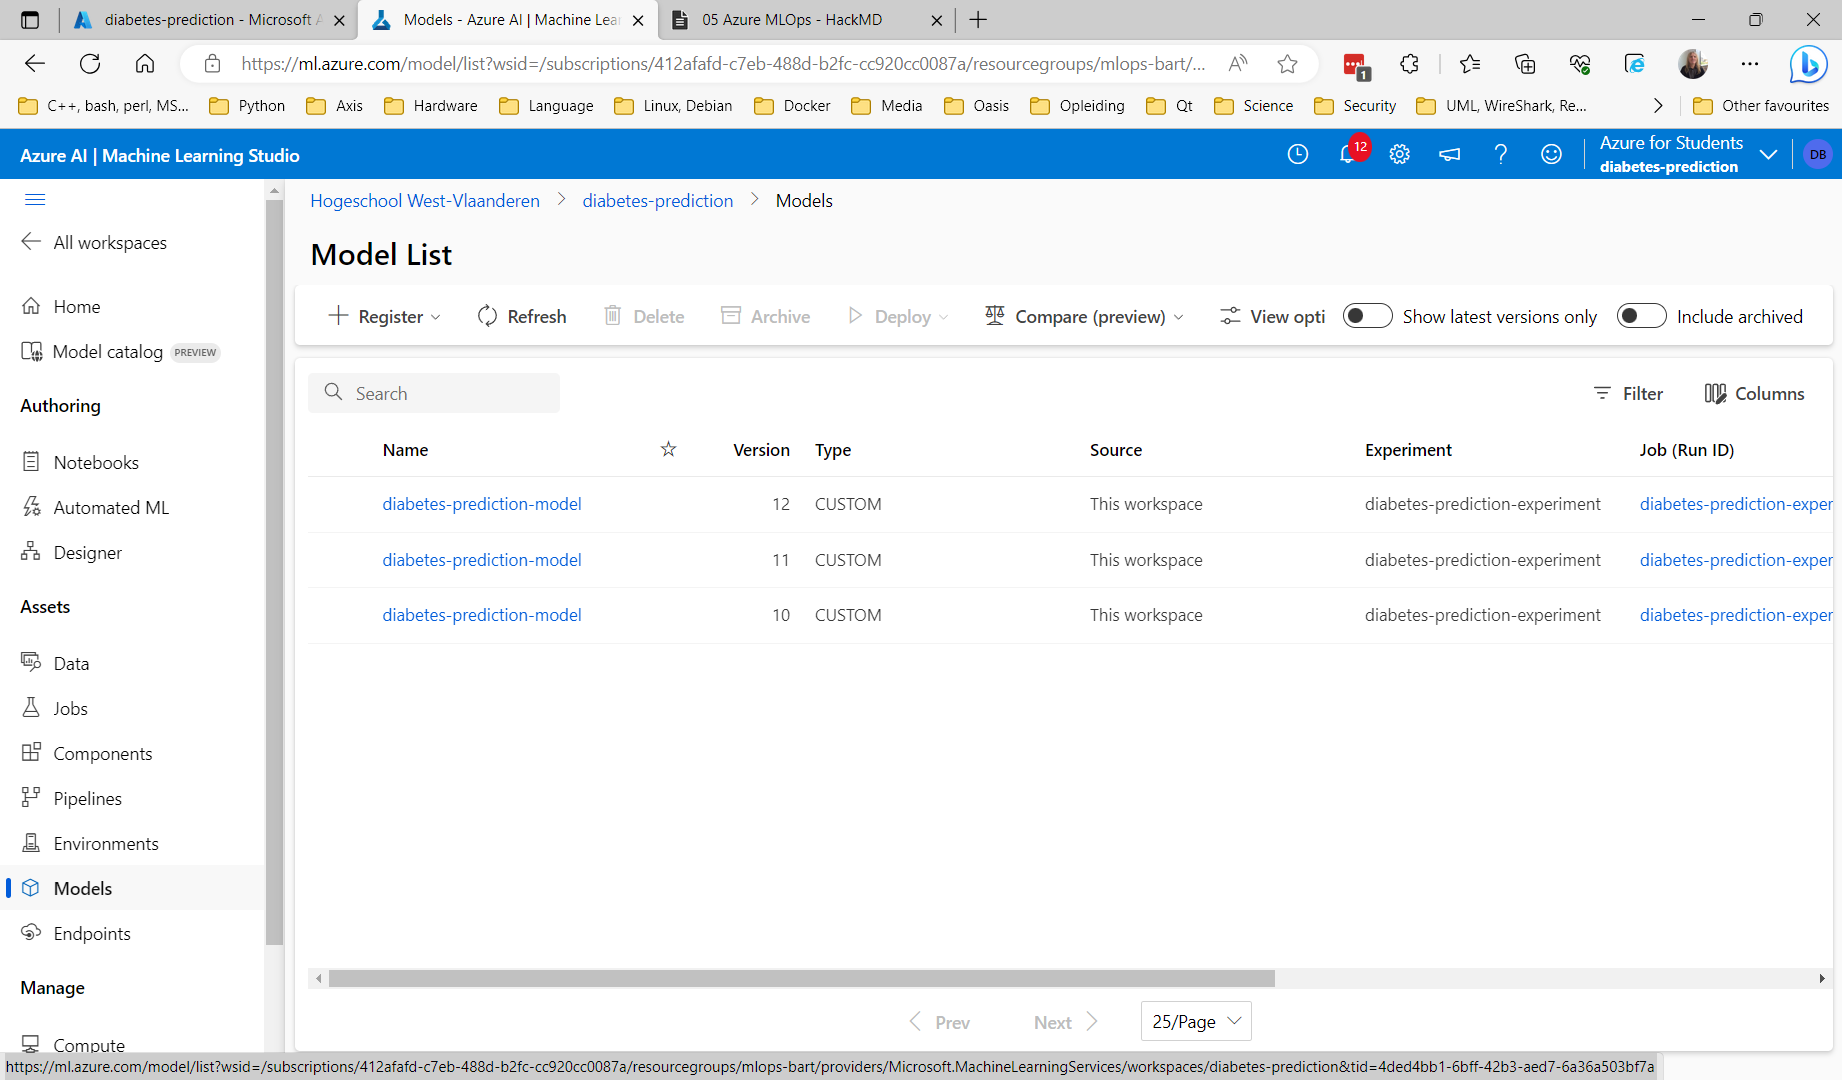 diabetes-prediction - Microsoft A
Models - Azure AI | Machine Lear
05 Azure MLOps - HackMD
https://ml.azure.com/model/list?wsid=/subscriptions/412afafd-c7eb-488d-b2fc-cc920cc0087a/resourcegroups/mlops-bart/...
1
C++, bash, perl, MS... Python Axis Hardware Language Linux, Debian Docker Media Oasis Opleiding Qt Science Security UML, WireShark, Re... Other favourites
Azure AI | Machine Learning Studio
12
Azure for Students
diabetes-prediction
DB
All workspaces
Home
Model catalog PREVIEW
Authoring
Notebooks
Automated ML
Designer
Assets
Data
Jobs
Components
Pipelines
Environments
Models
Endpoints
Manage
Compute
Hogeschool West-Vlaanderen > diabetes-prediction > Models
Model List
Register Refresh Delete Archive Deploy Compare (preview) View opti Show latest versions only Include archived
Search
Filter Columns
Name Version Type Source Experiment Job (Run ID)
diabetes-prediction-model 12 CUSTOM This workspace diabetes-prediction-experiment diabetes-prediction-exper
diabetes-prediction-model 11 CUSTOM This workspace diabetes-prediction-experiment diabetes-prediction-exper
diabetes-prediction-model 10 CUSTOM This workspace diabetes-prediction-experiment diabetes-prediction-exper
Prev Next 25/Page
https://ml.azure.com/model/list?wsid=/subscriptions/412afafd-c7eb-488d-b2fc-cc920cc0087a/resourcegroups/mlops-bart/providers/Microsoft.MachineLearningServices/workspaces/diabetes-prediction&tid=4ded4bb1-6bff-42b3-aed7-6a36a503bf7a